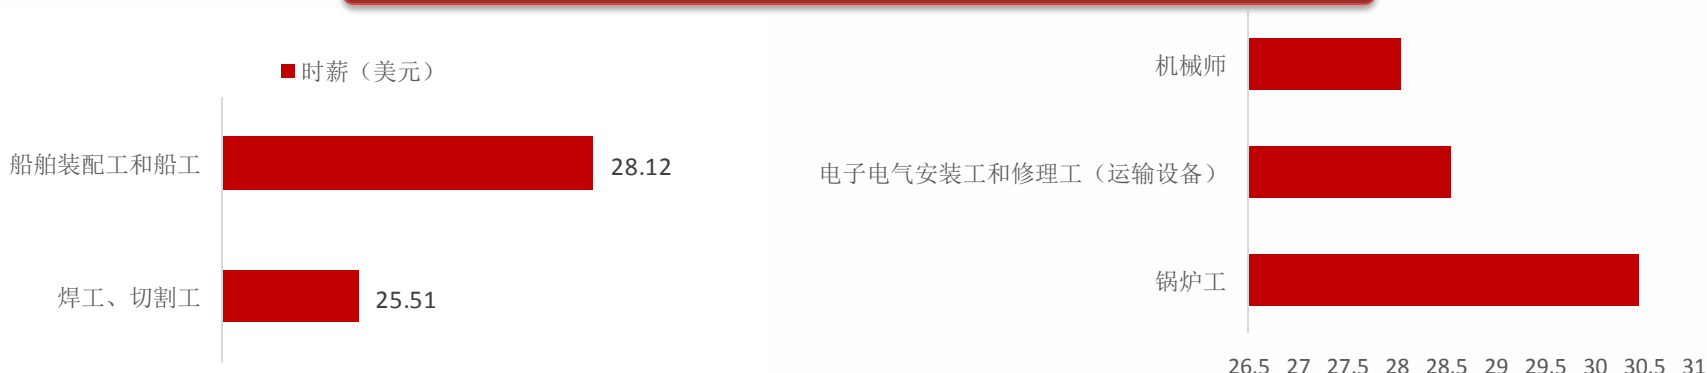 时薪（美元）
船舶装配工和船工
28.12
焊工、切割工
25.51
机械师
电子电气安装工和修理工（运输设备）
锅炉工
26.5 27 27.5 28 28.5 29 29.5 30 30.5 31